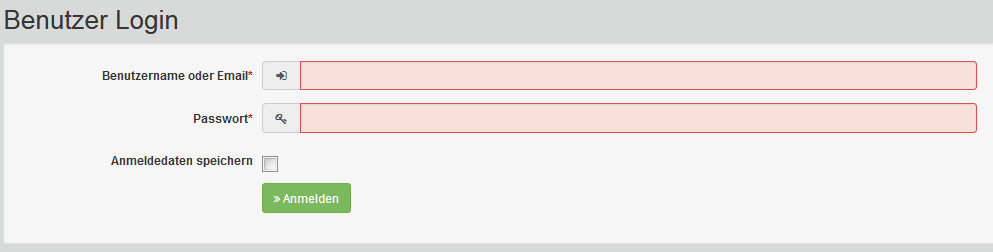 Benutzer Login
Benutzername oder Email*
Passwort*
Anmeldedaten speichern
» Anmelden